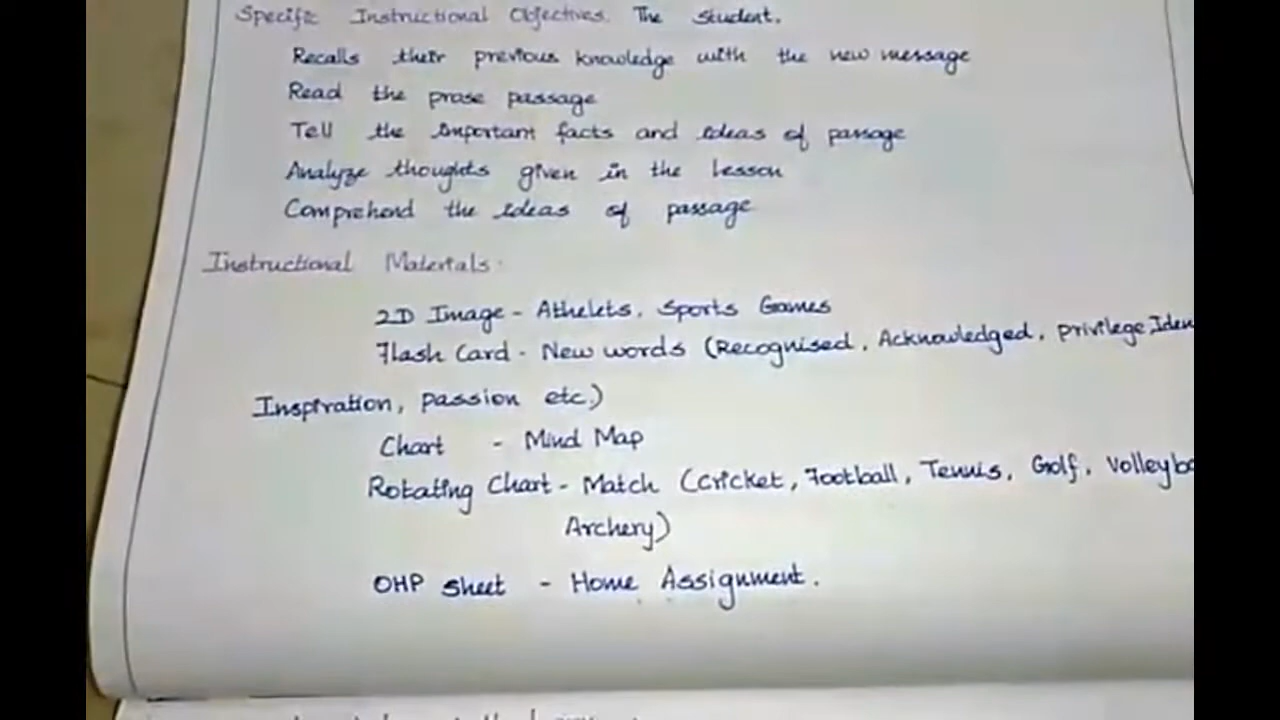 Specific Instructional Objectives. The Student.
Recalls their previous knowledge with the new message
Read the prose passage
Tell the Important facts and Ideas of passage
Analyze thoughts given in the lesson
Comprehend the ideas of passage
Instructional Materials.
2D Image - Athelets, Sports Games
Flash Card - New words (Recognised, Acknowledged, privilege, Iden
Inspiration, passion etc.)
Chart - Mind Map
Rotating Chart - Match (Cricket, Football, Tennis, Golf, Volleyba
Archery)
OHP Sheet - Home Assignment.